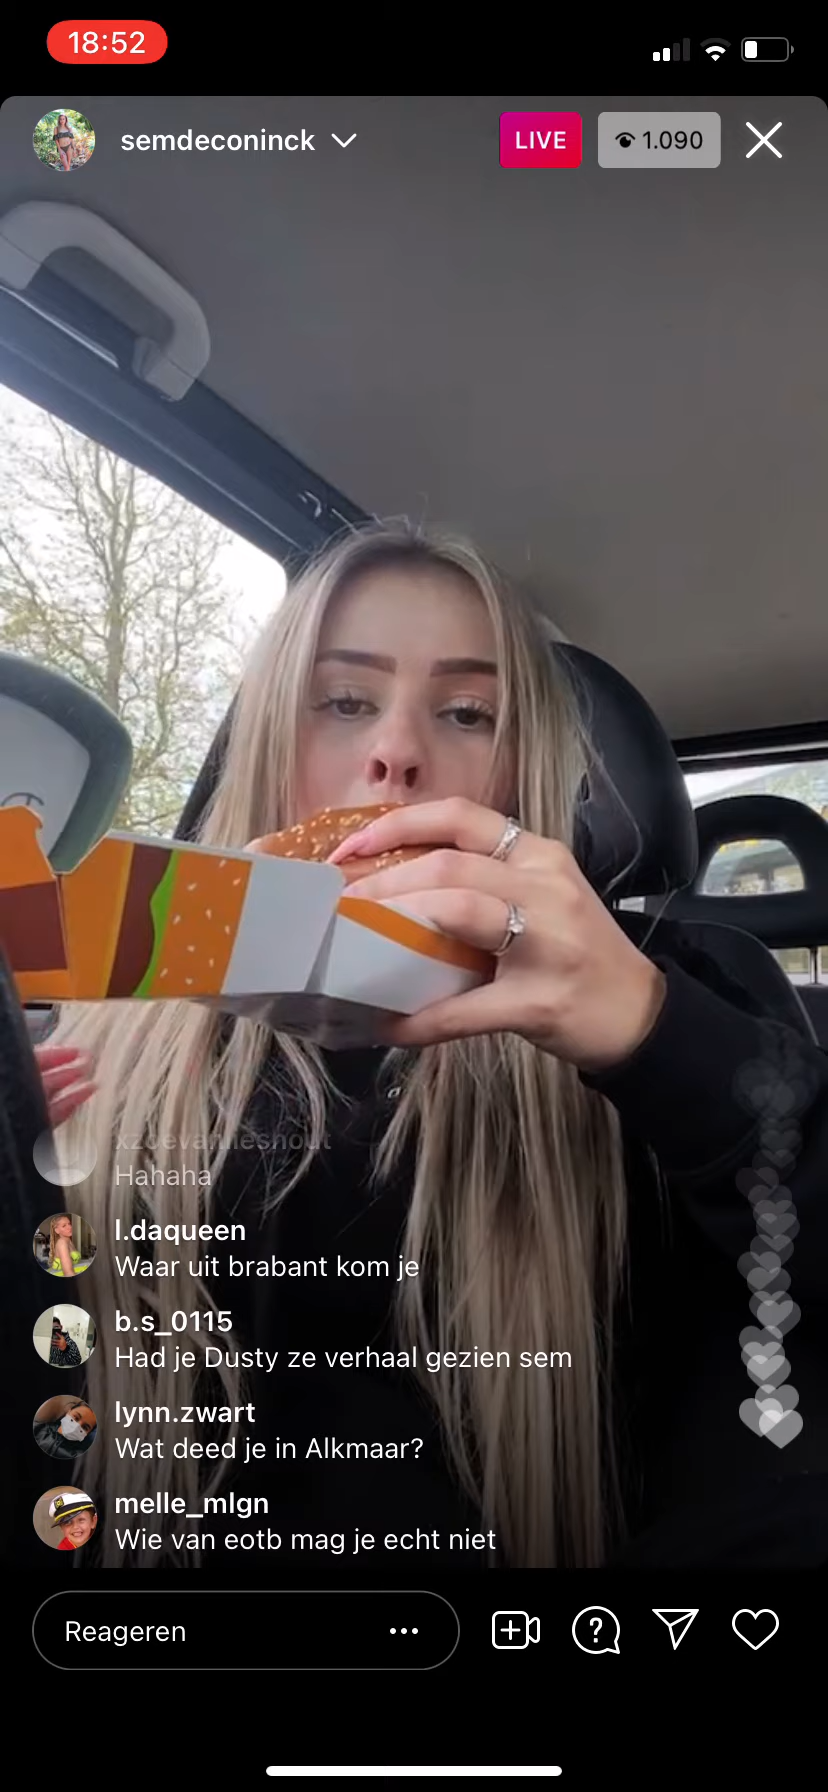 18:52
semdeconinck
LIVE
1.090
xzoevanlieshout
Hahaha
l.daqueen
Waar uit brabant kom je
b.s_0115
Had je Dusty ze verhaal gezien sem
lynn.zwart
Wat deed je in Alkmaar?
melle_mlgn
Wie van eotb mag je echt niet
Reageren